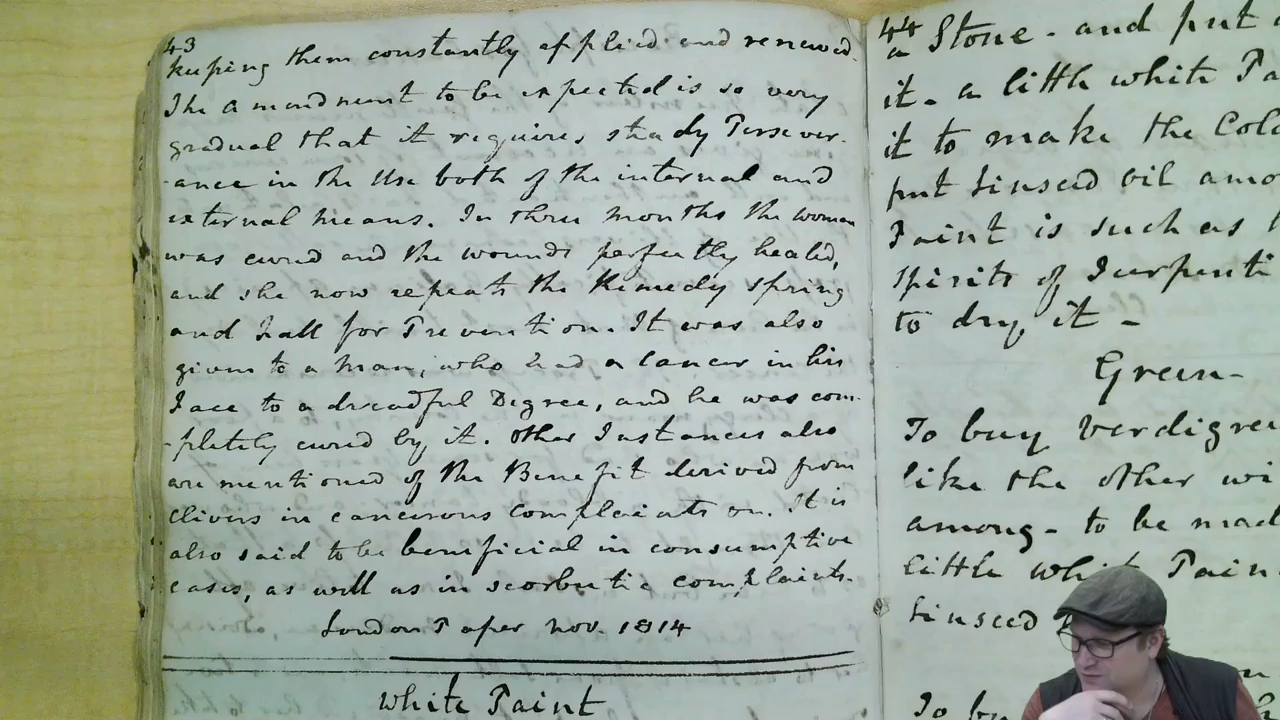 43
keeping them constantly applied and renewed.
The amendment to be expected is so very
gradual that it requires steady Persever-
-ance in the Use both of the internal and
external means. In three months the woman
was cured and the wounds perfectly healed,
and she now repeats the Remedy Spring
and Fall for Prevention. It was also
given to a man, who had a cancer in his
Face to a dreadful Degree, and he was com-
-pletely cured by it. Other Instances also
are mentioned of the Benefit derived from
Clivers in cancerous complaints. It is
also said to be beneficial in consumptive
cases, as well as in scorbutic complaints.
London Paper Nov. 1814
White Paint
44
a Stone - and put
it - a little white Pa
it to make the Colo
put Linseed oil amo
Paint is such as
Spirits of Turpenti
to dry it -
Green -
To buy Verdigree
like the other wi
among - to be mad
little white Pain
Linseed
To bu